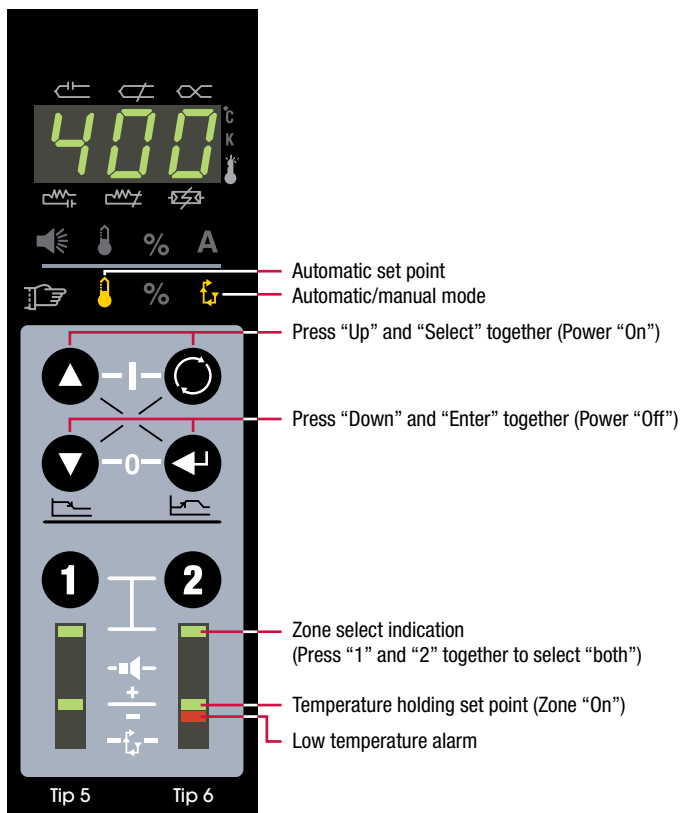 400
°C
K
% A
%
Automatic set point
Automatic/manual mode
Press “Up” and “Select” together (Power “On”)
Press “Down” and “Enter” together (Power “Off”)
0
1 2
Zone select indication
(Press “1” and “2” together to select “both”)
+
Temperature holding set point (Zone “On”)
−
Low temperature alarm
Tip 5 Tip 6